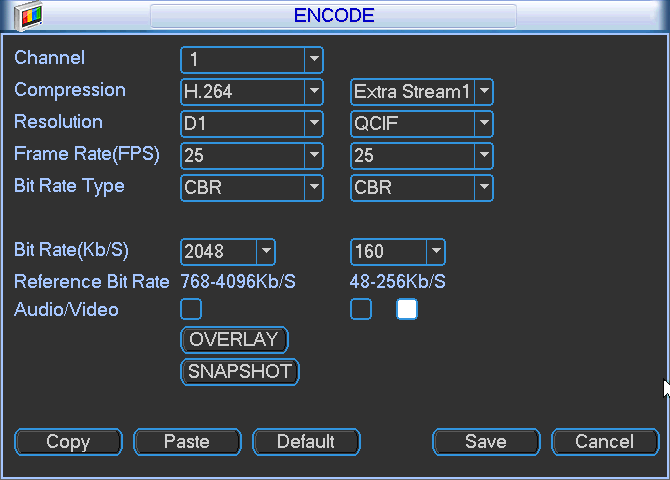 ENCODE
Channel 1
Compression H.264 Extra Stream1
Resolution D1 QCIF
Frame Rate(FPS) 25 25
Bit Rate Type CBR CBR
Bit Rate(Kb/S) 2048 160
Reference Bit Rate 768-4096Kb/S 48-256Kb/S
Audio/Video
OVERLAY
SNAPSHOT
Copy Paste Default Save Cancel